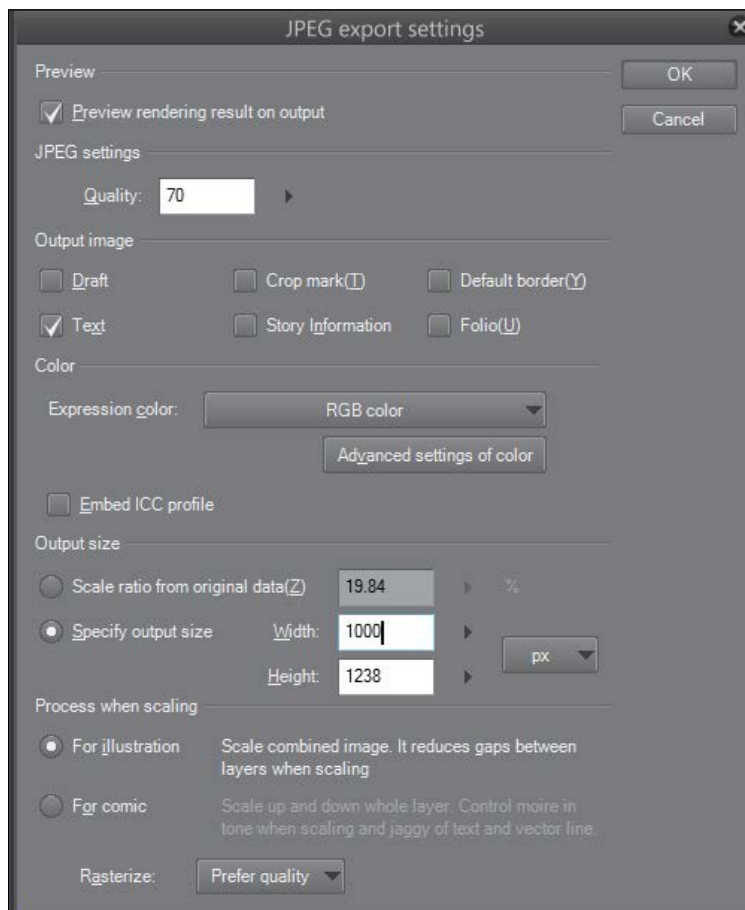 JPEG export settings
Preview
OK
Preview rendering result on output
Cancel
JPEG settings
Quality: 70
Output image
Draft Crop mark(T) Default border(Y)
Text Story Information Folio(U)
Color
Expression color: RGB color
Advanced settings of color
Embed ICC profile
Output size
Scale ratio from original data(Z) 19.84 %
Specify output size Width: 1000
px
Height: 1238
Process when scaling
For illustration Scale combined image. It reduces gaps between
layers when scaling
For comic Scale up and down whole layer. Control moire in
tone when scaling and jaggy of text and vector line.
Rasterize: Prefer quality